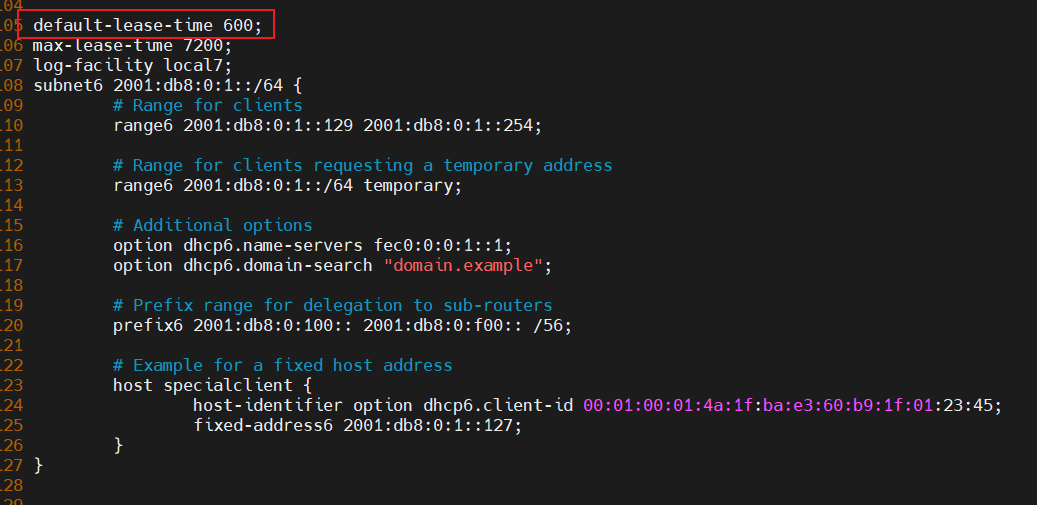 04
05 default-lease-time 600;
06 max-lease-time 7200;
07 log-facility local7;
08 subnet6 2001:db8:0:1::/64 {
09         # Range for clients
10         range6 2001:db8:0:1::129 2001:db8:0:1::254;
11
12         # Range for clients requesting a temporary address
13         range6 2001:db8:0:1::/64 temporary;
14
15         # Additional options
16         option dhcp6.name-servers fec0:0:0:1::1;
17         option dhcp6.domain-search "domain.example";
18
19         # Prefix range for delegation to sub-routers
20         prefix6 2001:db8:0:100:: 2001:db8:0:f00:: /56;
21
22         # Example for a fixed host address
23         host specialclient {
24                 host-identifier option dhcp6.client-id 00:01:00:01:4a:1f:ba:e3:60:b9:1f:01:23:45;
25                 fixed-address6 2001:db8:0:1::127;
26         }
27 }
28
29